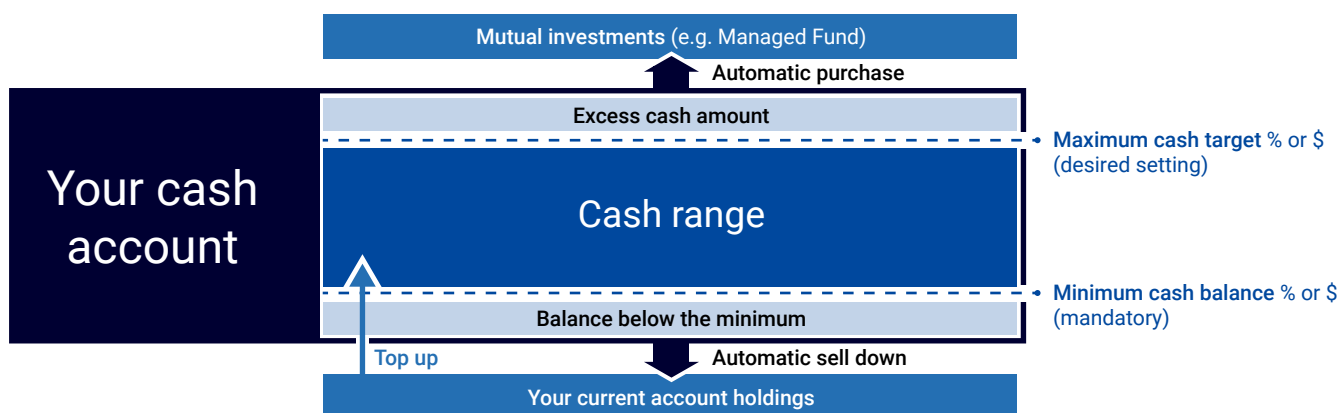 Mutual investments (e.g. Managed Fund)
Automatic purchase
Excess cash amount
Maximum cash target % or $
(desired setting)
Your cash
account
Cash range
Minimum cash balance % or $
(mandatory)
Balance below the minimum
Top up
Automatic sell down
Your current account holdings